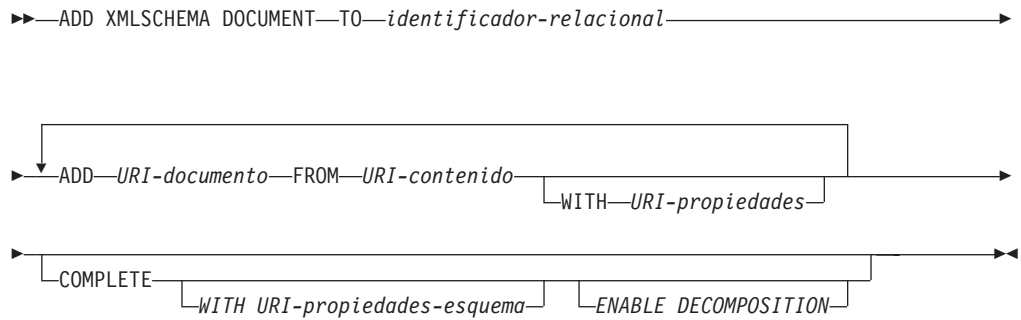 ADD XMLSCHEMA DOCUMENT TO identificador-relacional
ADD URI-documento FROM URI-contenido
WITH URI-propiedades
COMPLETE
WITH URI-propiedades-esquema ENABLE DECOMPOSITION